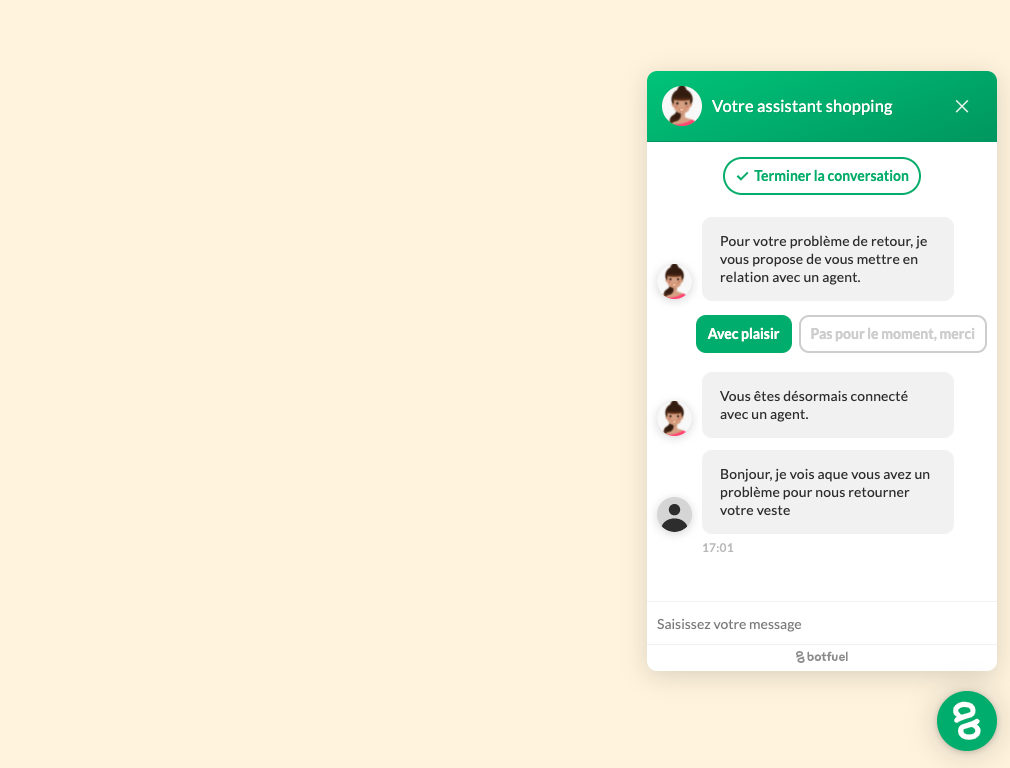 Votre assistant shopping
Terminer la conversation
Pour votre problème de retour, je
vous propose de vous mettre en
relation avec un agent.
Avec plaisir
Pas pour le moment, merci
Vous êtes désormais connecté
avec un agent.
Bonjour, je vois aque vous avez un
problème pour nous retourner
votre veste
17:01
Saisissez votre message
botfuel